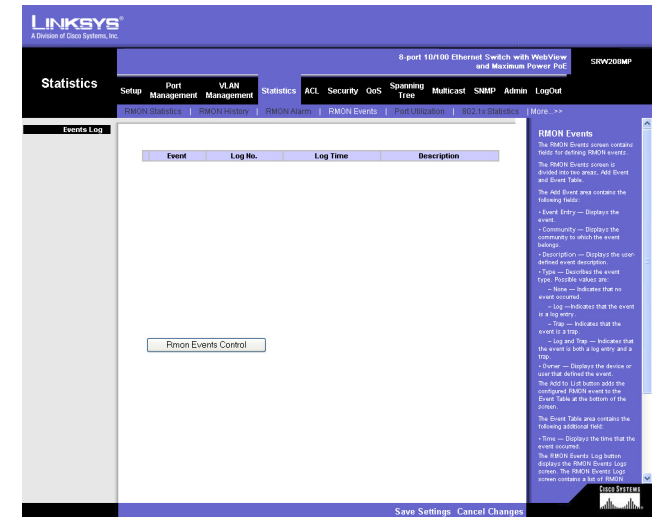 LINKSYS®
A Division of Cisco Systems, Inc.
8-port 10/100 Ethernet Switch with WebView
and Maximum Power PoE
SRW208MP
Statistics
Setup Port Management VLAN Management Statistics ACL Security QoS Spanning Tree Multicast SNMP Admin LogOut
RMON Statistics | RMON History | RMON Alarm | RMON Events | Port Utilization | 802.1x Statistics | More...>>
Events Log
Event Log No. Log Time Description
Rmon Events Control
RMON Events
The RMON Events screen contains
fields for defining RMON events.
The RMON Events screen is
divided into two areas, Add Event
and Event Table.
The Add Event area contains the
following fields:
• Event Entry — Displays the
event.
• Community — Displays the
community to which the event
belongs.
• Description — Displays the user-
defined event description.
• Type — Describes the event
type. Possible values are:
– None — Indicates that no
event occurred.
– Log —Indicates that the event
is a log entry.
– Trap — Indicates that the
event is a trap.
– Log and Trap — Indicates that
the event is both a log entry and a
trap.
• Owner — Displays the device or
user that defined the event.
The Add to List button adds the
configured RMON event to the
Event Table at the bottom of the
screen.
The Event Table area contains the
following additional field:
• Time — Displays the time that the
event occurred.
The RMON Events Log button
displays the RMON Events Logs
screen. The RMON Events Logs
screen contains a list of RMON
Save Settings Cancel Changes
CISCO SYSTEMS